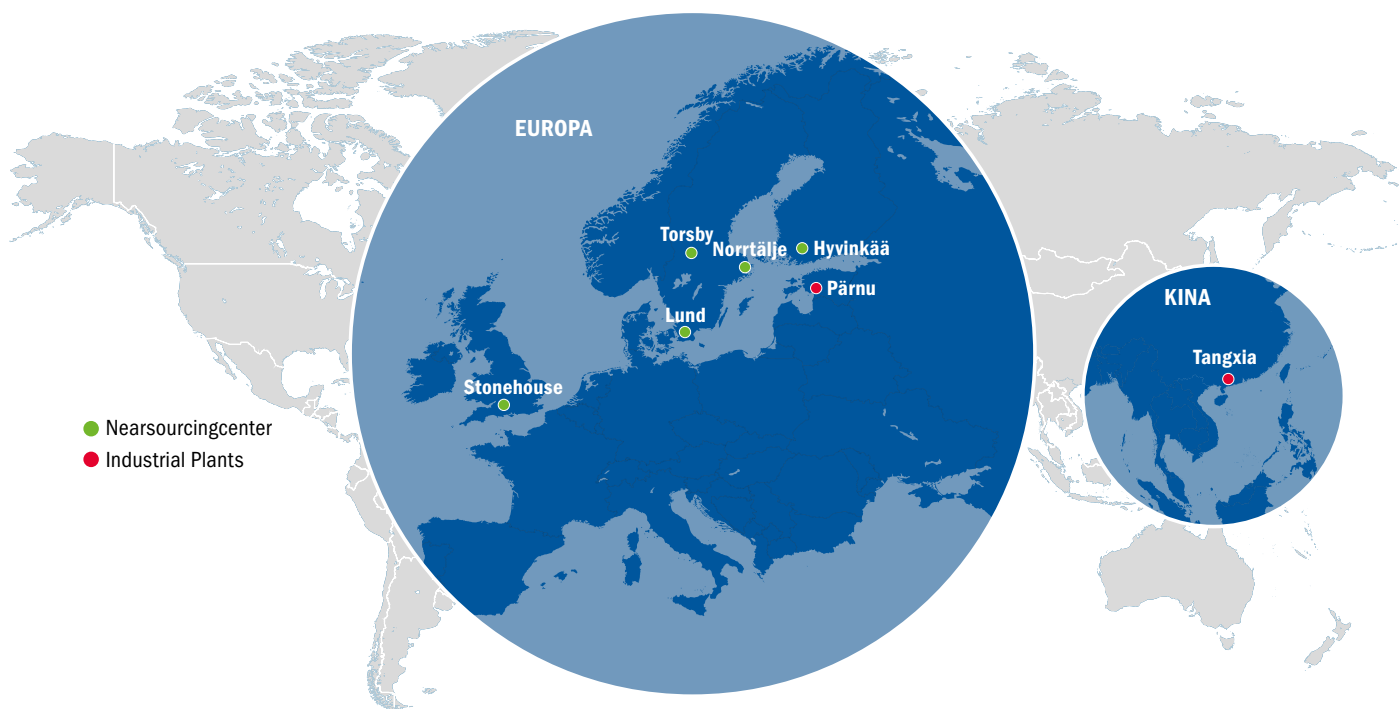 EUROPA
Torsby
Norrtälje
Hyvinkää
Pärnu
Lund
Stonehouse
KINA
Tangxia
Nearsourcingcenter
Industrial Plants